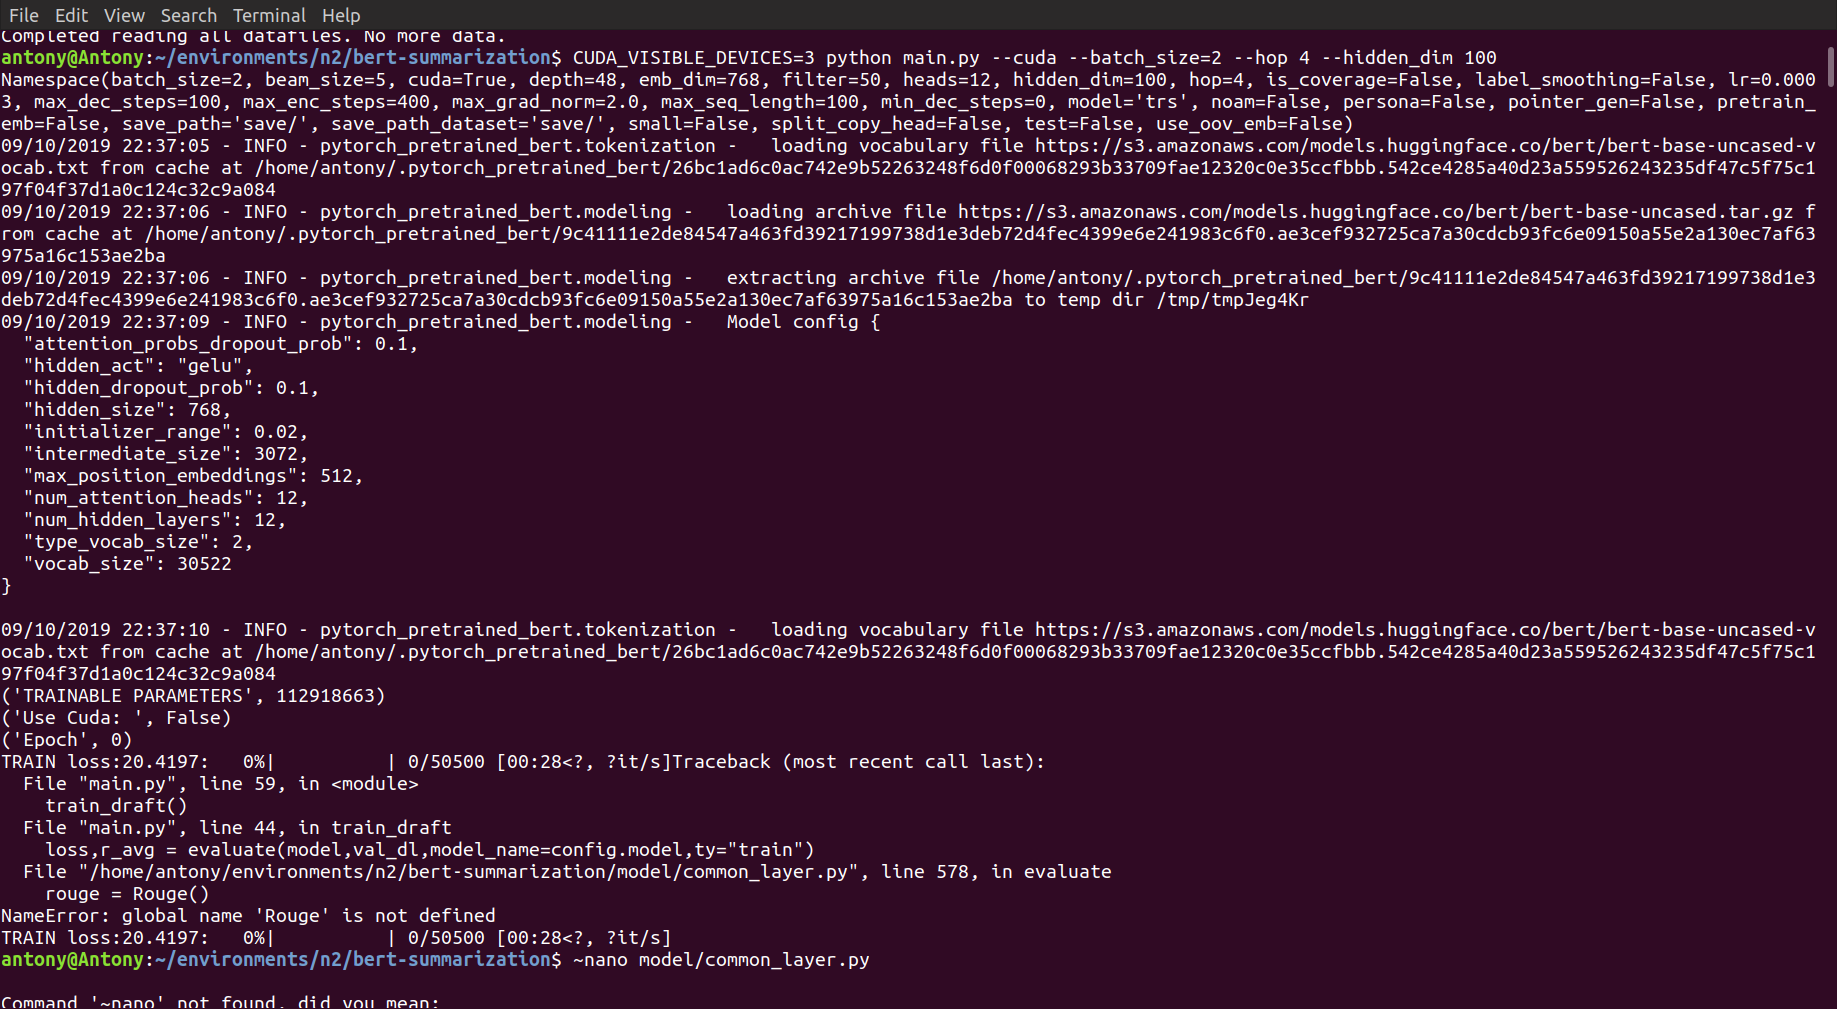 File Edit View Search Terminal Help
Completed reading all datafiles. No more data.
antony@Antony:~/environments/n2/bert-summarization$ CUDA_VISIBLE_DEVICES=3 python main.py --cuda --batch_size=2 --hop 4 --hidden_dim 100
Namespace(batch_size=2, beam_size=5, cuda=True, depth=48, emb_dim=768, filter=50, heads=12, hidden_dim=100, hop=4, is_coverage=False, label_smoothing=False, lr=0.000
3, max_dec_steps=100, max_enc_steps=400, max_grad_norm=2.0, max_seq_length=100, min_dec_steps=0, model='trs', noam=False, persona=False, pointer_gen=False, pretrain_
emb=False, save_path='save/', save_path_dataset='save/', small=False, split_copy_head=False, test=False, use_oov_emb=False)
09/10/2019 22:37:05 - INFO - pytorch_pretrained_bert.tokenization -   loading vocabulary file https://s3.amazonaws.com/models.huggingface.co/bert/bert-base-uncased-v
ocab.txt from cache at /home/antony/.pytorch_pretrained_bert/26bc1ad6c0ac742e9b52263248f6d0f00068293b33709fae12320c0e35ccfbbb.542ce4285a40d23a559526243235df47c5f75c1
97f04f37d1a0c124c32c9a084
09/10/2019 22:37:06 - INFO - pytorch_pretrained_bert.modeling -   loading archive file https://s3.amazonaws.com/models.huggingface.co/bert/bert-base-uncased.tar.gz f
rom cache at /home/antony/.pytorch_pretrained_bert/9c41111e2de84547a463fd39217199738d1e3deb72d4fec4399e6e241983c6f0.ae3cef932725ca7a30cdcb93fc6e09150a55e2a130ec7af63
975a16c153ae2ba
09/10/2019 22:37:06 - INFO - pytorch_pretrained_bert.modeling -   extracting archive file /home/antony/.pytorch_pretrained_bert/9c41111e2de84547a463fd39217199738d1e3
deb72d4fec4399e6e241983c6f0.ae3cef932725ca7a30cdcb93fc6e09150a55e2a130ec7af63975a16c153ae2ba to temp dir /tmp/tmpJeg4Kr
09/10/2019 22:37:09 - INFO - pytorch_pretrained_bert.modeling -   Model config {
  "attention_probs_dropout_prob": 0.1,
  "hidden_act": "gelu",
  "hidden_dropout_prob": 0.1,
  "hidden_size": 768,
  "initializer_range": 0.02,
  "intermediate_size": 3072,
  "max_position_embeddings": 512,
  "num_attention_heads": 12,
  "num_hidden_layers": 12,
  "type_vocab_size": 2,
  "vocab_size": 30522
}
09/10/2019 22:37:10 - INFO - pytorch_pretrained_bert.tokenization -   loading vocabulary file https://s3.amazonaws.com/models.huggingface.co/bert/bert-base-uncased-v
ocab.txt from cache at /home/antony/.pytorch_pretrained_bert/26bc1ad6c0ac742e9b52263248f6d0f00068293b33709fae12320c0e35ccfbbb.542ce4285a40d23a559526243235df47c5f75c1
97f04f37d1a0c124c32c9a084
('TRAINABLE PARAMETERS', 112918663)
('Use Cuda: ', False)
('Epoch', 0)
TRAIN loss:20.4197:   0%|          | 0/50500 [00:28<?, ?it/s]Traceback (most recent call last):
  File "main.py", line 59, in <module>
    train_draft()
  File "main.py", line 44, in train_draft
    loss,r_avg = evaluate(model,val_dl,model_name=config.model,ty="train")
  File "/home/antony/environments/n2/bert-summarization/model/common_layer.py", line 578, in evaluate
    rouge = Rouge()
NameError: global name 'Rouge' is not defined
TRAIN loss:20.4197:   0%|          | 0/50500 [00:28<?, ?it/s]
antony@Antony:~/environments/n2/bert-summarization$ ~nano model/common_layer.py
Command '~nano' not found, did you mean: